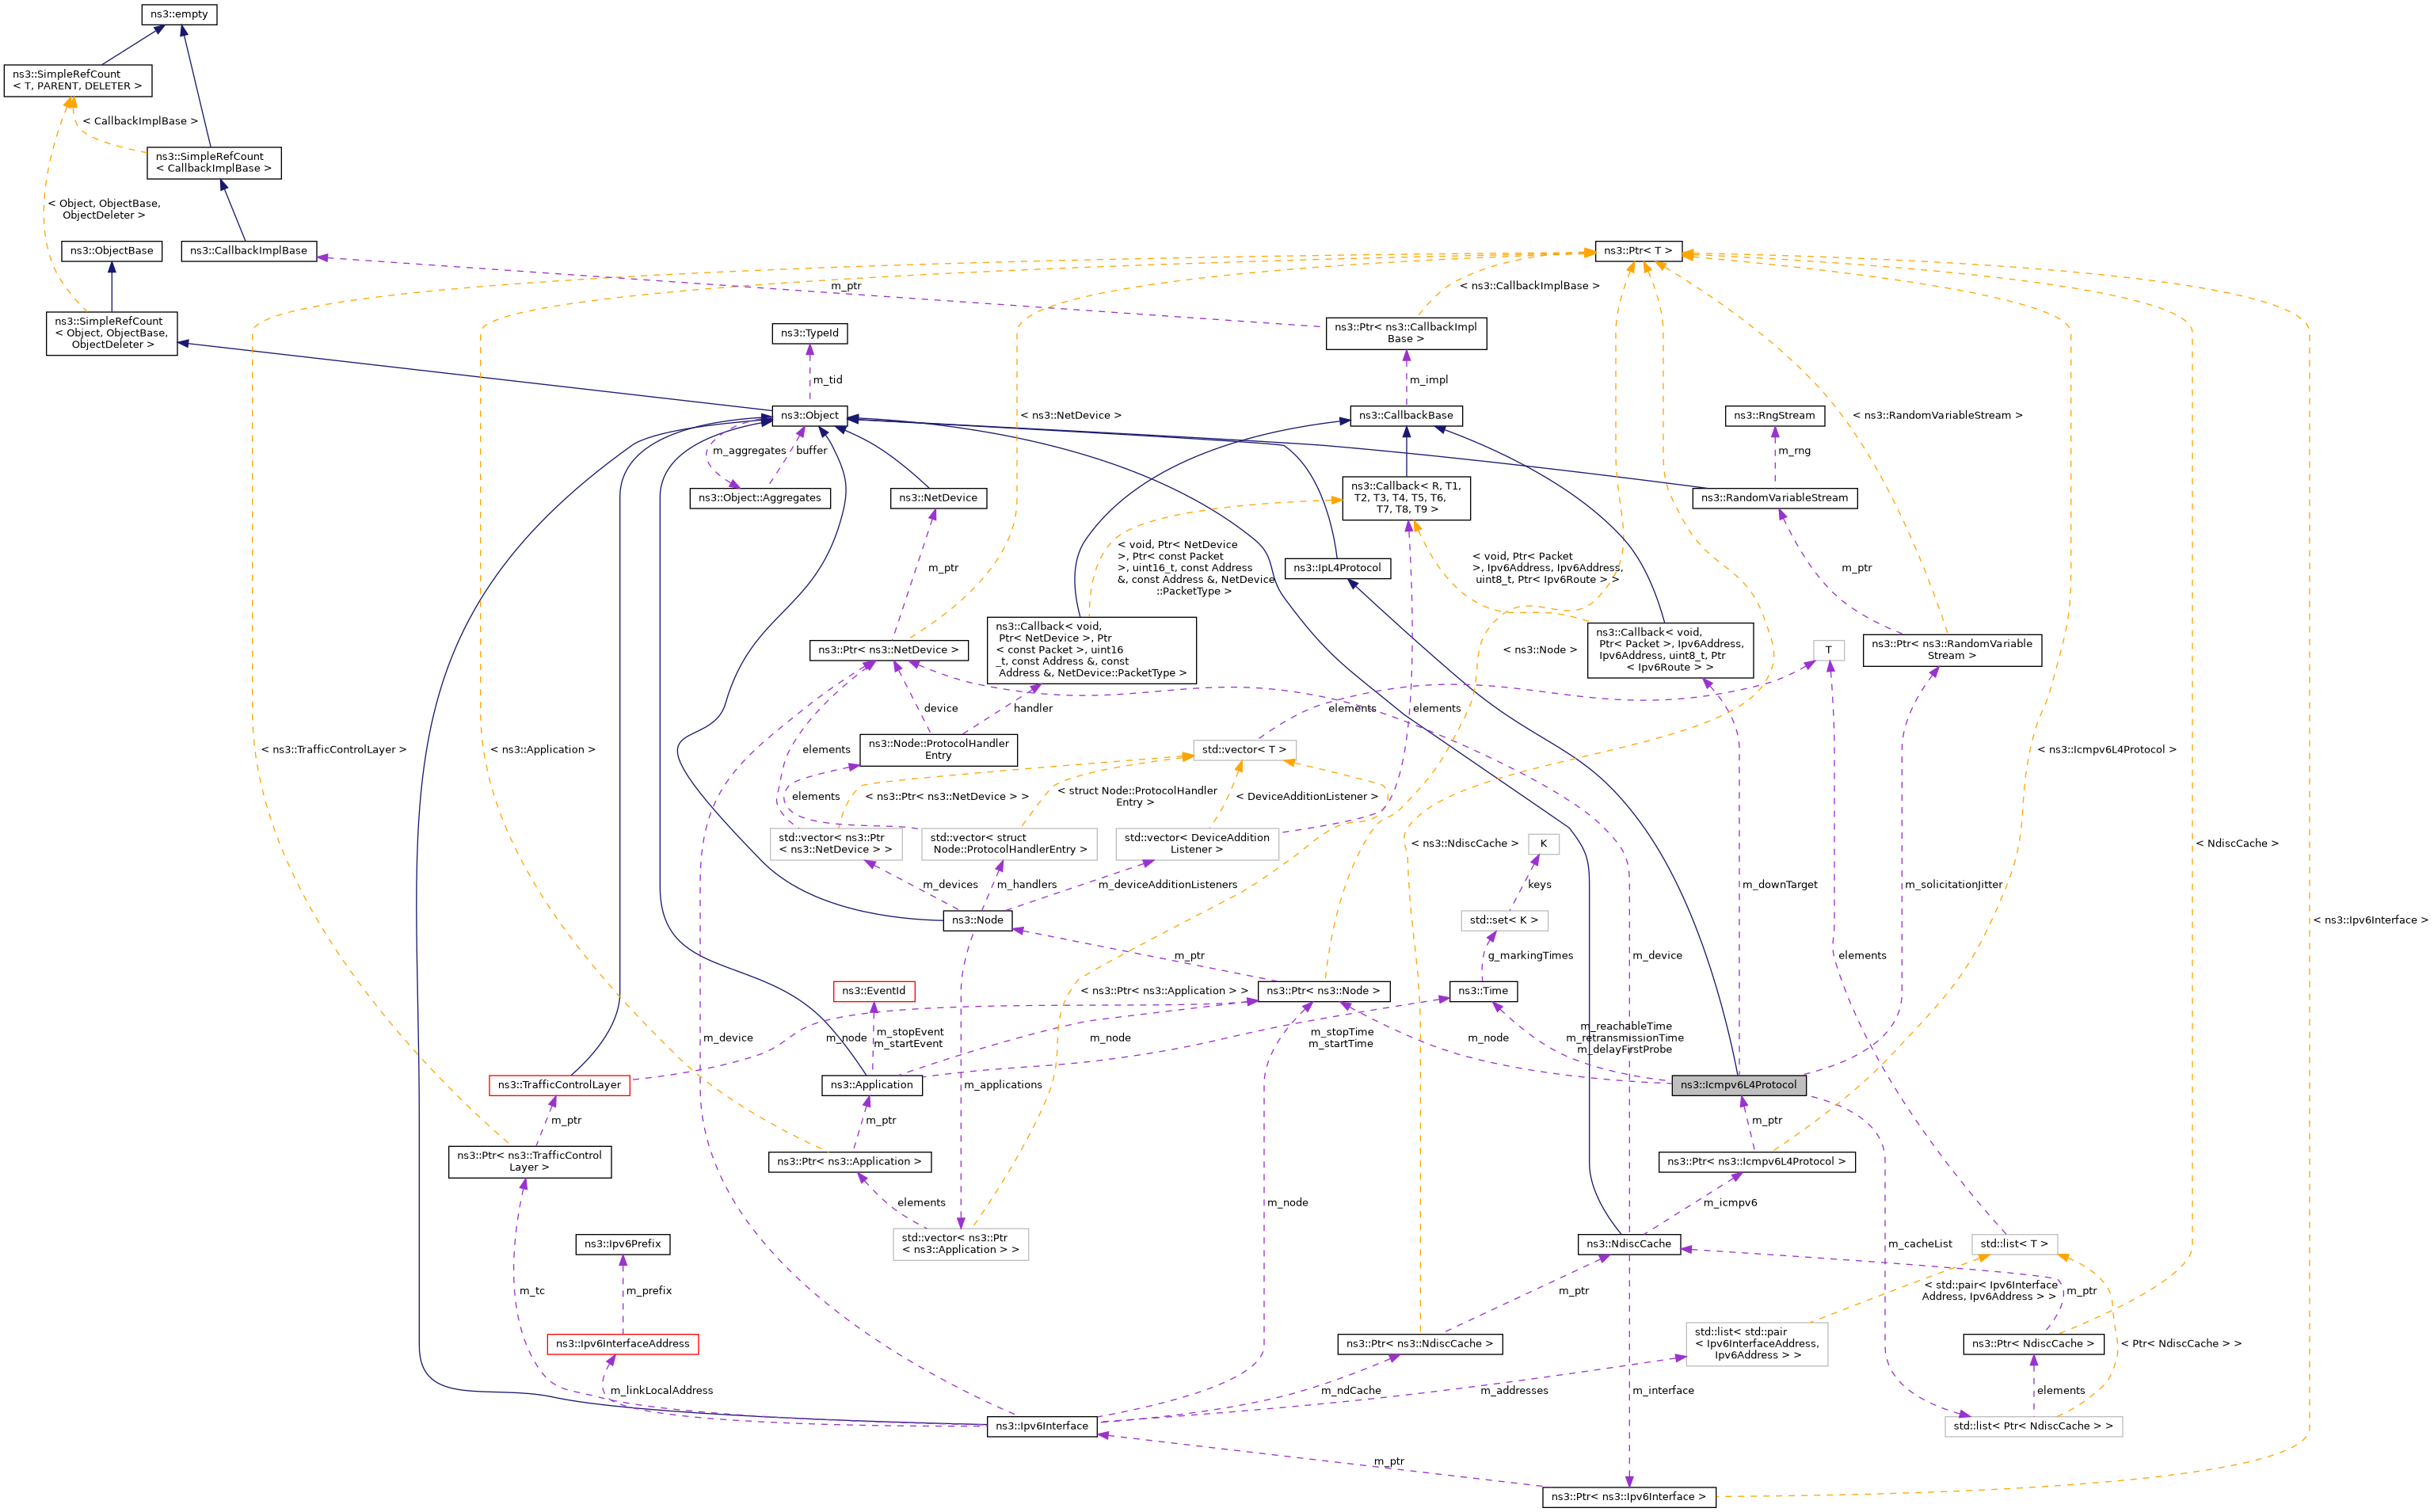 ns3::empty
ns3::SimpleRefCount
< T, PARENT, DELETER >
< CallbackImplBase >
ns3::SimpleRefCount
< CallbackImplBase >
< Object, ObjectBase,
ObjectDeleter >
ns3::ObjectBase
ns3::CallbackImplBase
ns3::Ptr< T >
m_ptr
< ns3::CallbackImplBase >
ns3::SimpleRefCount
< Object, ObjectBase,
ObjectDeleter >
ns3::TypeId
ns3::Ptr< ns3::CallbackImpl
Base >
m_tid
m_impl
ns3::Object
< ns3::NetDevice >
ns3::CallbackBase
ns3::RngStream
< ns3::RandomVariableStream >
m_aggregates
buffer
m_rng
ns3::Object::Aggregates
ns3::NetDevice
ns3::Callback< R, T1,
T2, T3, T4, T5, T6,
T7, T8, T9 >
ns3::RandomVariableStream
m_ptr
< void, Ptr< NetDevice
>, Ptr< const Packet
>, uint16_t, const Address
&, const Address &, NetDevice
::PacketType >
ns3::IpL4Protocol
< void, Ptr< Packet
>, Ipv6Address, Ipv6Address,
uint8_t, Ptr< Ipv6Route > >
m_ptr
ns3::Ptr< ns3::NetDevice >
ns3::Callback< void,
Ptr< NetDevice >, Ptr
< const Packet >, uint16
_t, const Address &, const
Address &, NetDevice::PacketType >
< ns3::Node >
ns3::Callback< void,
Ptr< Packet >, Ipv6Address,
Ipv6Address, uint8_t, Ptr
< Ipv6Route > >
T
ns3::Ptr< ns3::RandomVariable
Stream >
device
handler
elements
elements
< ns3::TrafficControlLayer >
< ns3::Application >
elements
ns3::Node::ProtocolHandler
Entry
std::vector< T >
< ns3::Icmpv6L4Protocol >
elements
< ns3::Ptr< ns3::NetDevice > >
< struct Node::ProtocolHandler
Entry >
< DeviceAdditionListener >
std::vector< ns3::Ptr
< ns3::NetDevice > >
std::vector< struct
Node::ProtocolHandlerEntry >
std::vector< DeviceAddition
Listener >
< ns3::NdiscCache >
K
< NdiscCache >
m_devices
m_handlers
m_deviceAdditionListeners
keys
m_downTarget
m_solicitationJitter
ns3::Node
std::set< K >
< ns3::Ipv6Interface >
m_ptr
g_markingTimes
m_device
elements
ns3::EventId
< ns3::Ptr< ns3::Application > >
ns3::Ptr< ns3::Node >
ns3::Time
m_device
m_node
m_stopEvent
m_startEvent
m_node
m_stopTime
m_startTime
m_node
m_reachableTime
m_retransmissionTime
m_delayFirstProbe
ns3::TrafficControlLayer
ns3::Application
m_applications
ns3::Icmpv6L4Protocol
m_ptr
m_ptr
m_ptr
ns3::Ptr< ns3::TrafficControl
Layer >
ns3::Ptr< ns3::Application >
ns3::Ptr< ns3::Icmpv6L4Protocol >
elements
m_node
m_icmpv6
ns3::Ipv6Prefix
std::vector< ns3::Ptr
< ns3::Application > >
ns3::NdiscCache
m_cacheList
std::list< T >
m_tc
m_prefix
m_ptr
< std::pair< Ipv6Interface
Address, Ipv6Address > >
m_ptr
ns3::Ipv6InterfaceAddress
ns3::Ptr< ns3::NdiscCache >
std::list< std::pair
< Ipv6InterfaceAddress,
Ipv6Address > >
ns3::Ptr< NdiscCache >
< Ptr< NdiscCache > >
m_linkLocalAddress
m_ndCache
m_addresses
m_interface
elements
ns3::Ipv6Interface
std::list< Ptr< NdiscCache > >
m_ptr
ns3::Ptr< ns3::Ipv6Interface >